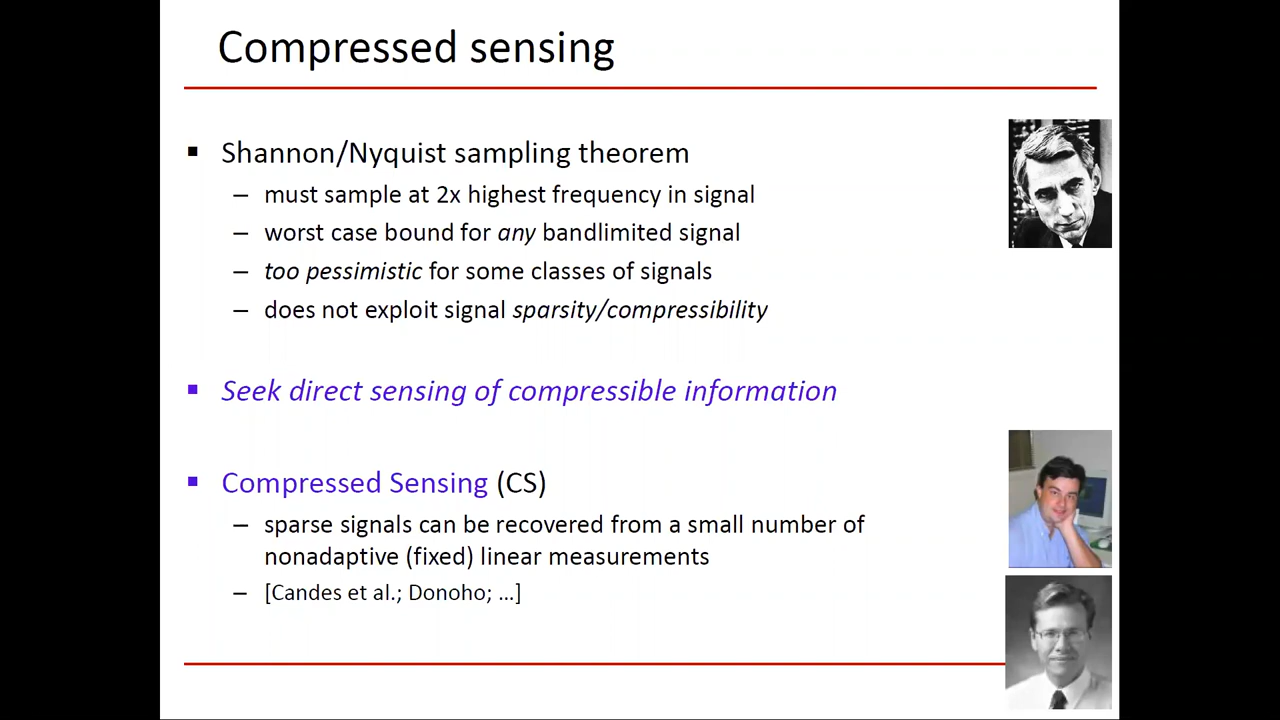 Compressed sensing
▪ Shannon/Nyquist sampling theorem
– must sample at 2x highest frequency in signal
– worst case bound for any bandlimited signal
– too pessimistic for some classes of signals
– does not exploit signal sparsity/compressibility
▪ Seek direct sensing of compressible information
▪ Compressed Sensing (CS)
– sparse signals can be recovered from a small number of
nonadaptive (fixed) linear measurements
– [Candes et al.; Donoho; ...]